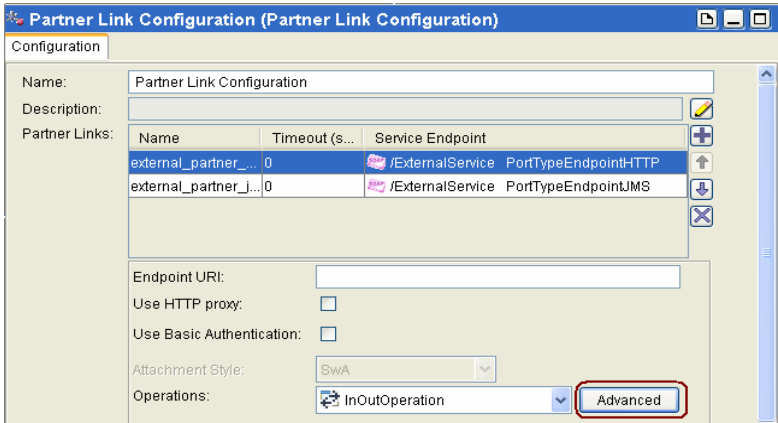 Partner Link Configuration (Partner Link Configuration)
Configuration
Name: Partner Link Configuration
Description:
Partner Links:
Name Timeout (s... Service Endpoint
external_partner_... 0 SOAP /ExternalService PortTypeEndpointHTTP
external_partner_j... 0 SOAP /ExternalService PortTypeEndpointJMS
Endpoint URI:
Use HTTP proxy:
Use Basic Authentication:
Attachment Style: SwA
Operations: InOutOperation Advanced